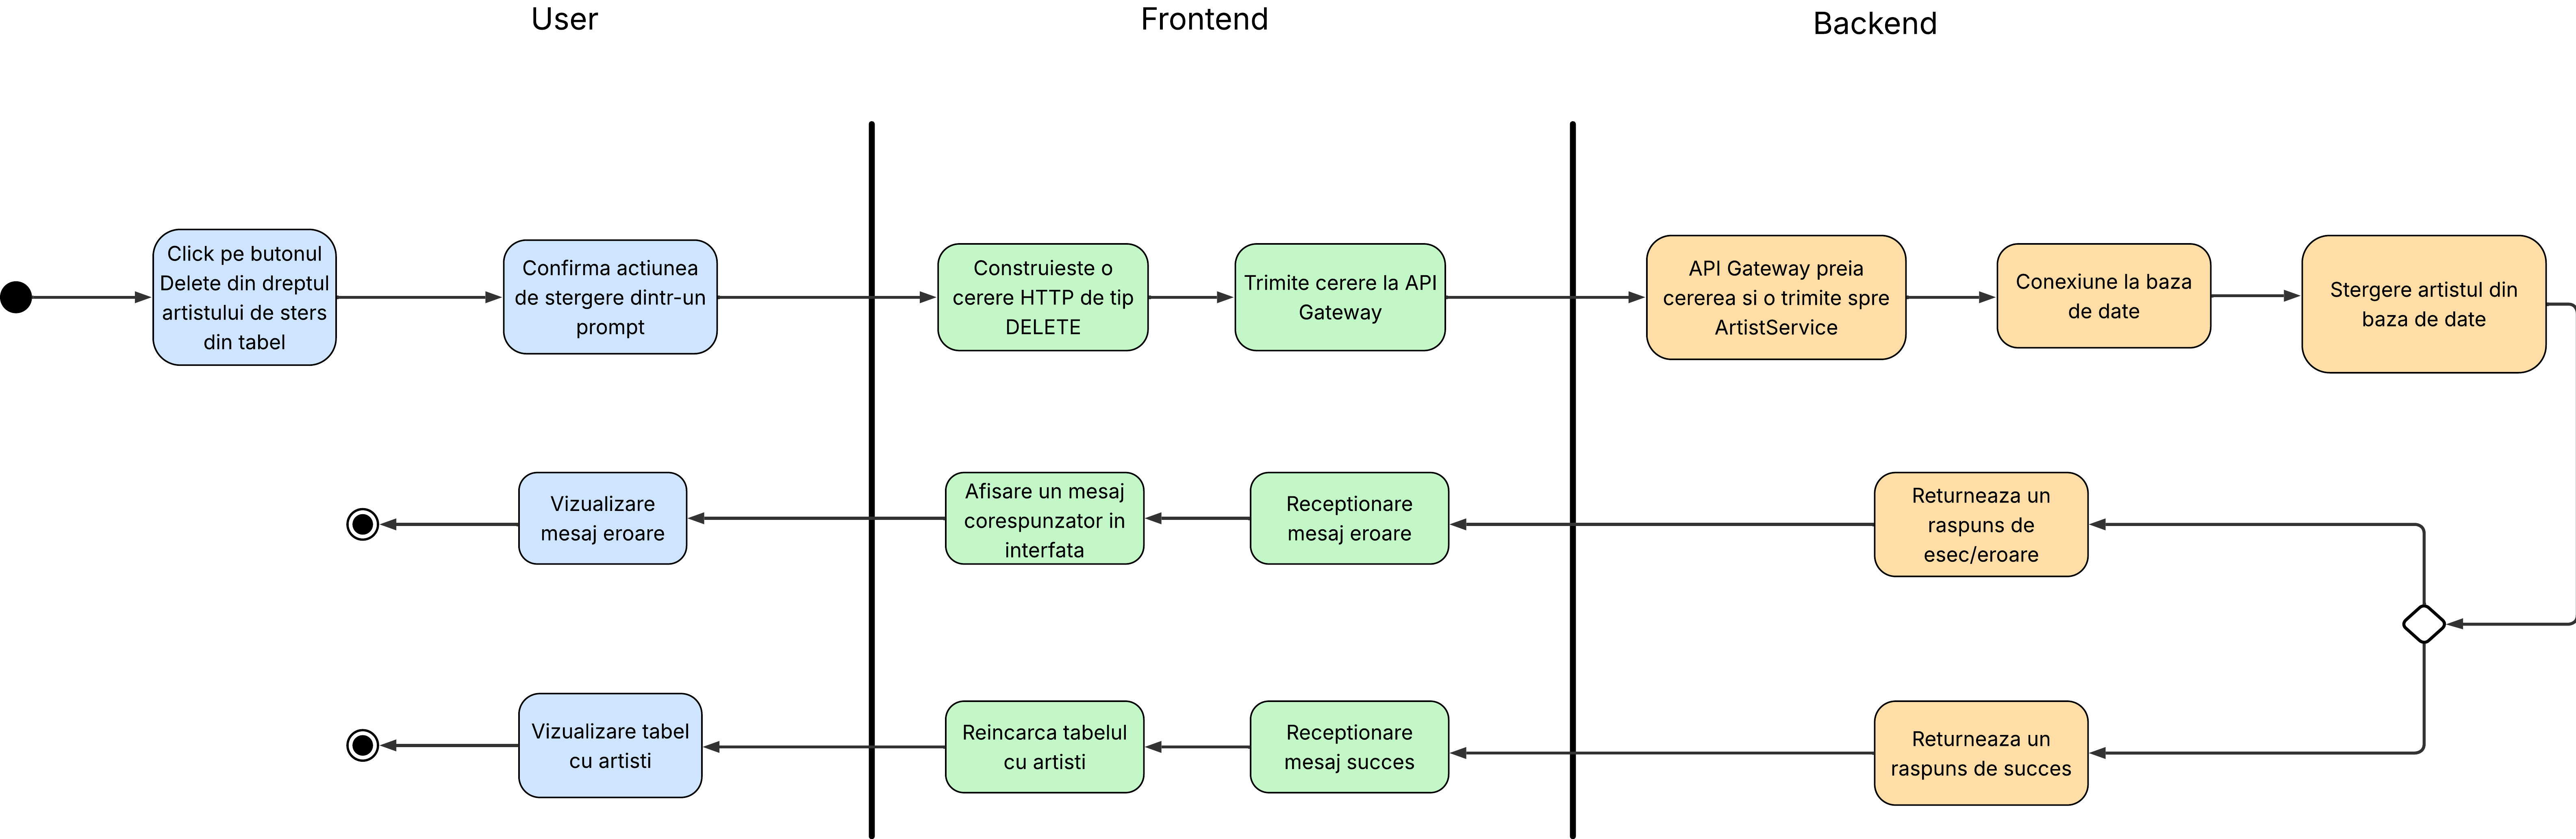 User
Frontend
Backend
Click pe butonul
Delete din dreptul
artistului de sters
din tabel
Confirma actiunea
de stergere dintr-un
prompt
Construieste o
cerere HTTP de tip
DELETE
Trimite cerere la API
Gateway
API Gateway preia
cererea si o trimite spre
ArtistService
Conexiune la baza
de date
Stergere artistul din
baza de date
Vizualizare
mesaj eroare
Afisare un mesaj
corespunzator in
interfata
Receptionare
mesaj eroare
Returneaza un
raspuns de
esec/eroare
Vizualizare tabel
cu artisti
Reincarca tabelul
cu artisti
Receptionare
mesaj succes
Returneaza un
raspuns de succes